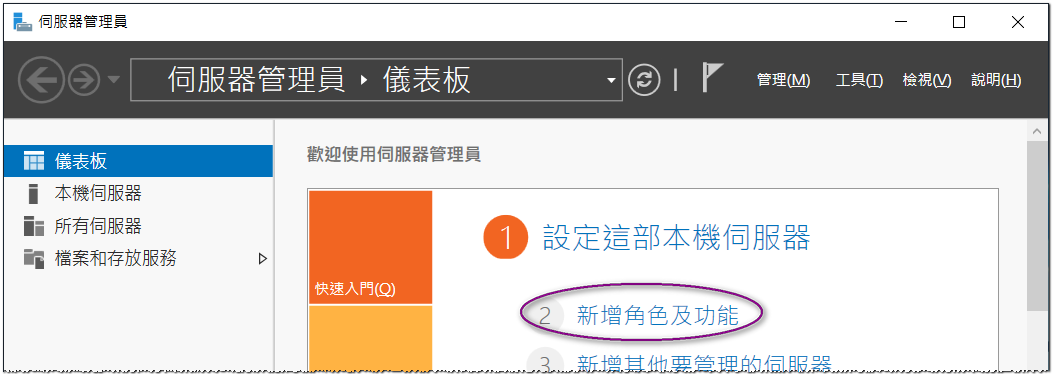 伺服器管理員
伺服器管理員 ‣ 儀表板
管理(M) 工具(T) 檢視(V) 說明(H)
儀表板
本機伺服器
所有伺服器
檔案和存放服務
歡迎使用伺服器管理員
快速入門(Q)
1 設定這部本機伺服器
2 新增角色及功能
3 新增其他要管理的伺服器